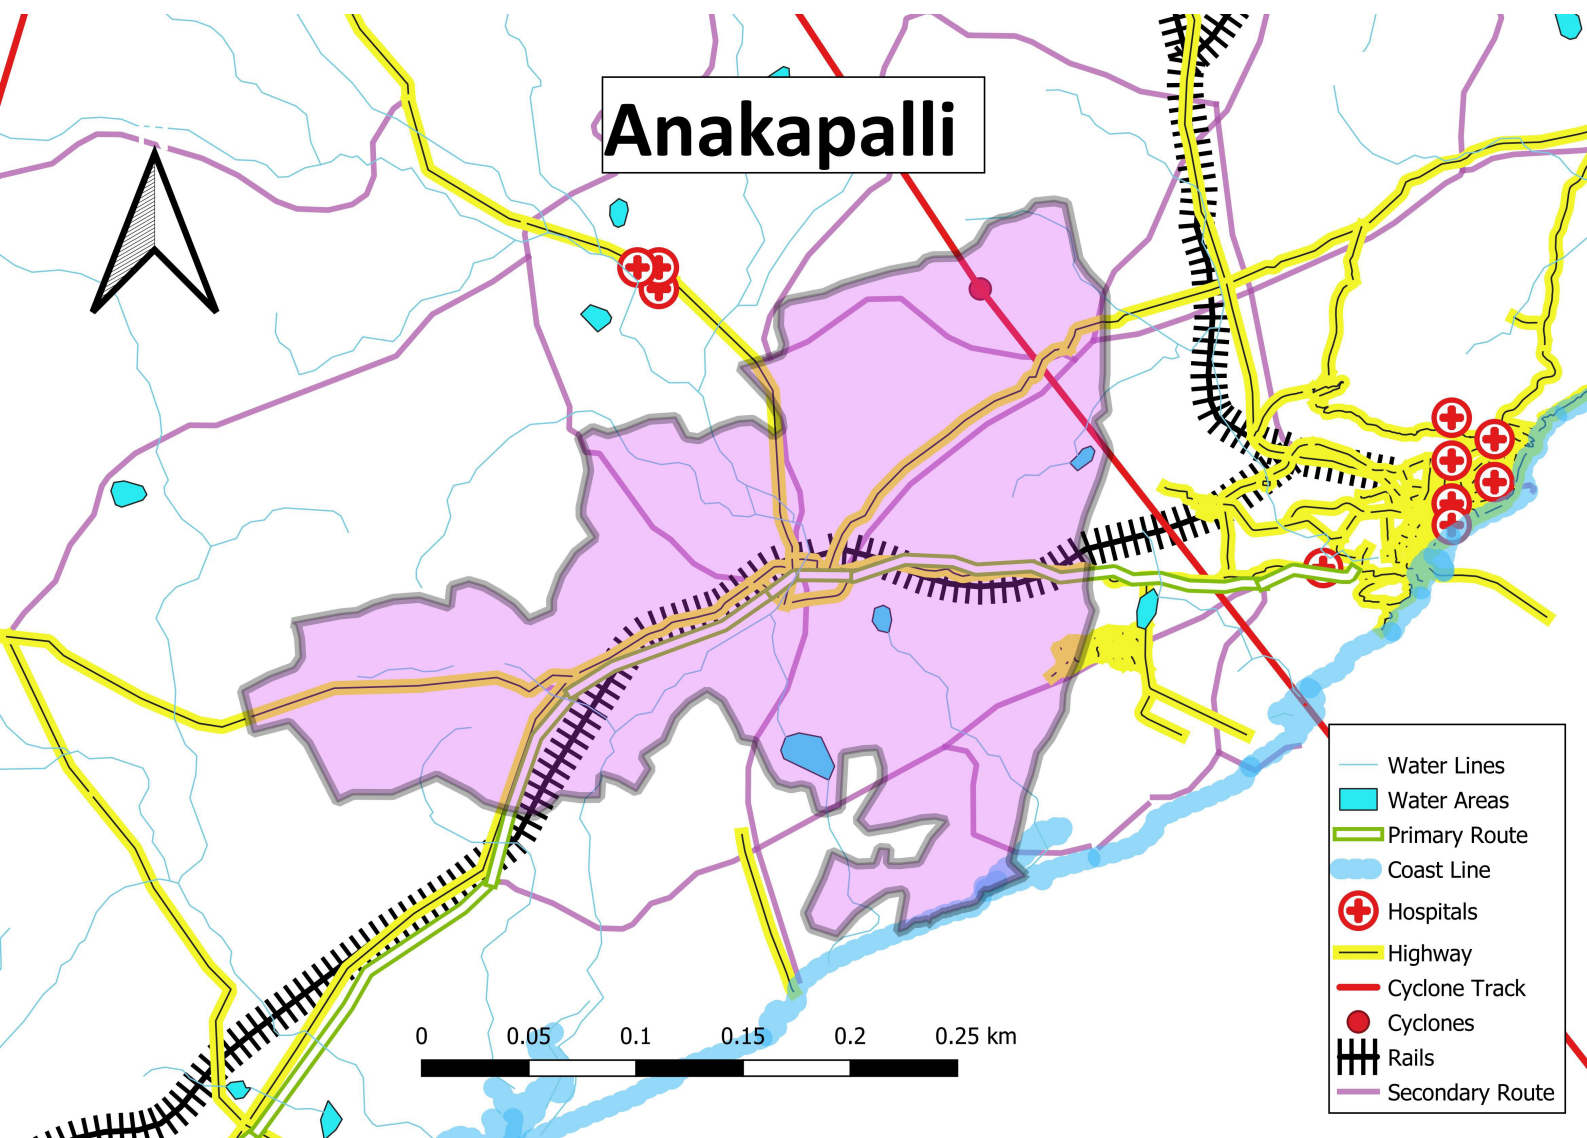 Anakapalli
Water Lines
Water Areas
Primary Route
Coast Line
Hospitals
Highway
Cyclone Track
Cyclones
Rails
Secondary Route
0 0.05 0.1 0.15 0.2 0.25 km